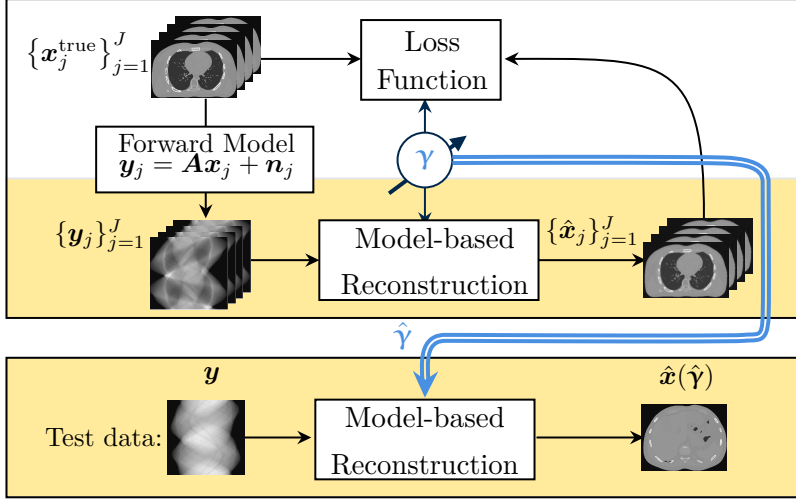 {x_j^true}_{j=1}^J
Loss
Function
Forward Model
y_j = Ax_j + n_j
γ
{y_j}_{j=1}^J
Model-based
Reconstruction
{x̂_j}_{j=1}^J
γ̂
y
x̂(γ̂)
Test data:
Model-based
Reconstruction